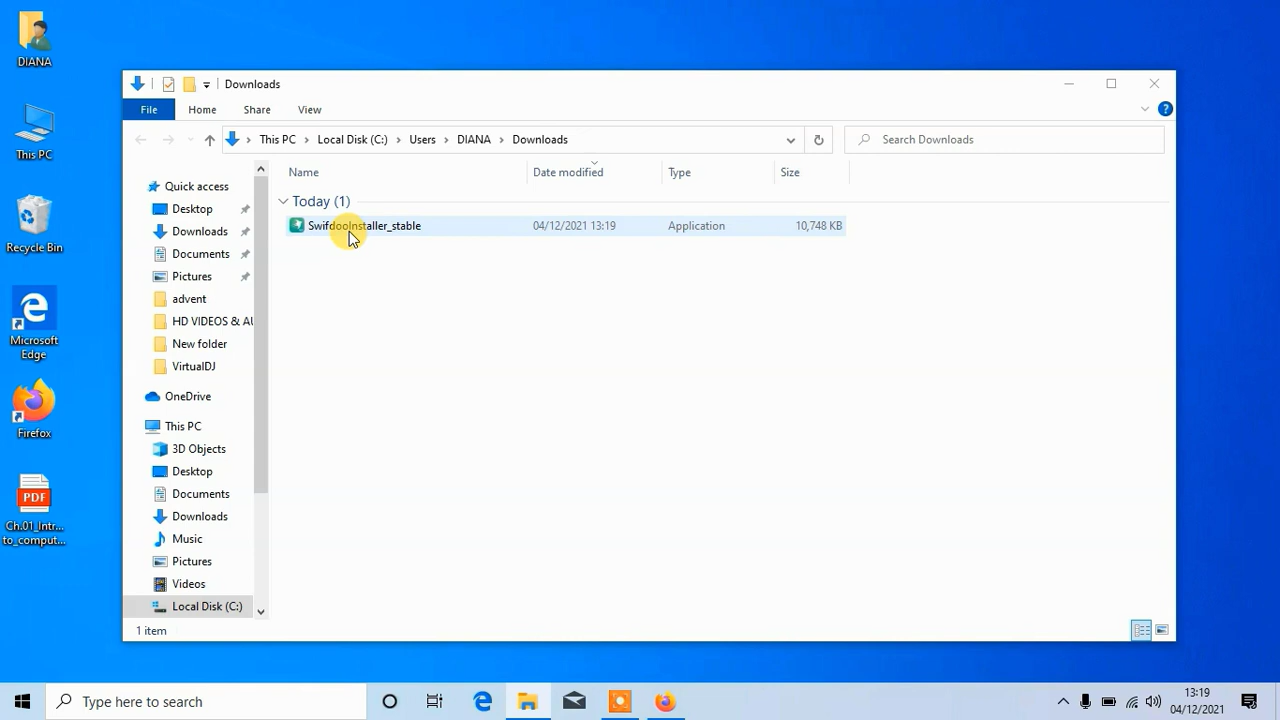 DIANA
This PC
Recycle Bin
Microsoft
Edge
Firefox
PDF
Ch.01_Intr...
to_comput...
Downloads
File
Home
Share
View
This PC
Local Disk (C:)
Users
DIANA
Downloads
Search Downloads
Name
Date modified
Type
Size
Today (1)
SwifdooInstaller_stable
04/12/2021 13:19
Application
10,748 KB
Quick access
Desktop
Downloads
Documents
Pictures
advent
HD VIDEOS & AU
New folder
VirtualDJ
OneDrive
This PC
3D Objects
Desktop
Documents
Downloads
Music
Pictures
Videos
Local Disk (C:)
1 item
Type here to search
13:19
04/12/2021